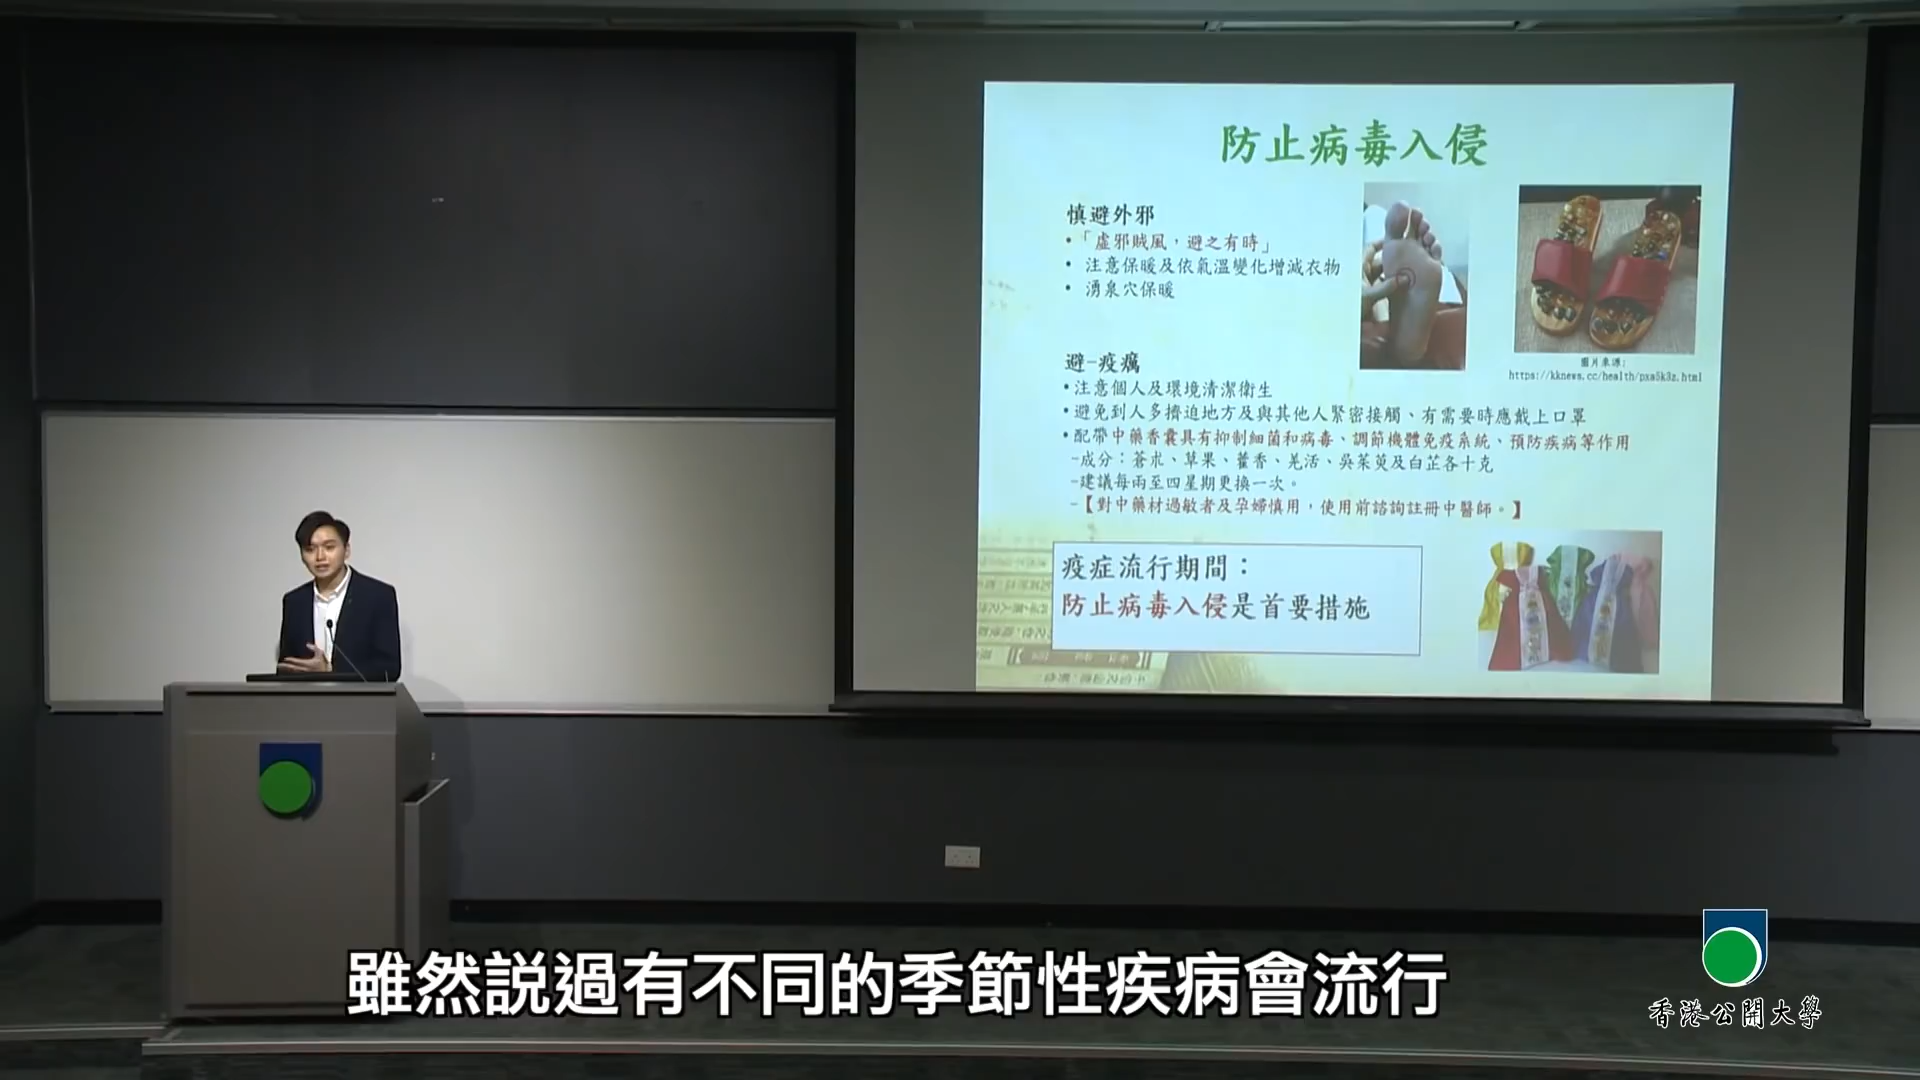 防止病毒入侵
慎避外邪
•「虛邪賊風，避之有時」
• 注意保暖及依氣溫變化增減衣物
• 湧泉穴保暖
圖片來源:
https://kknews.cc/health/pxa5k3z.html
避-疫癘
•注意個人及環境清潔衛生
•避免到人多擠迫地方及與其他人緊密接觸、有需要時應戴上口罩
•配帶中藥香囊具有抑制細菌和病毒、調節機體免疫系統、預防疾病等作用
-成分：蒼朮、草果、藿香、羌活、吳茱萸及白芷各十克
-建議每兩至四星期更換一次。
-【對中藥材過敏者及孕婦慎用，使用前諮詢註冊中醫師。】
疫症流行期間：
防止病毒入侵是首要措施
雖然説過有不同的季節性疾病會流行
香港公開大學